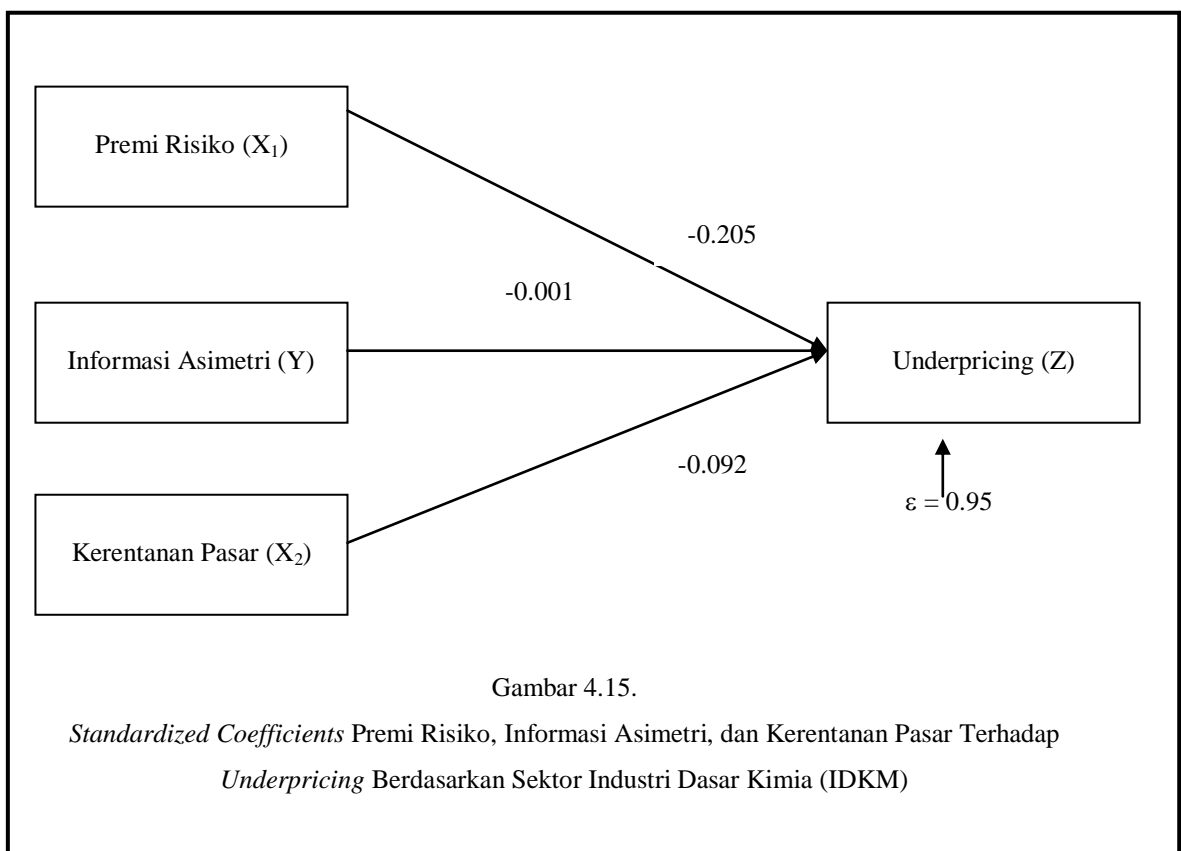 Premi Risiko (X₁)
-0.205
-0.001
Informasi Asimetri (Y)
Underpricing (Z)
-0.092
ε = 0.95
Kerentanan Pasar (X₂)
Gambar 4.15.
Standardized Coefficients Premi Risiko, Informasi Asimetri, dan Kerentanan Pasar Terhadap
Underpricing Berdasarkan Sektor Industri Dasar Kimia (IDKM)